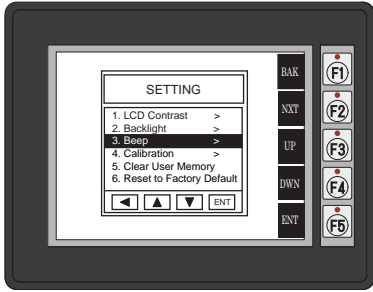 SETTING
1. LCD Contrast >
2. Backlight >
3. Beep >
4. Calibration >
5. Clear User Memory
6. Reset to Factory Default
ENT
BAK
NXT
UP
DWN
ENT
F1
F2
F3
F4
F5